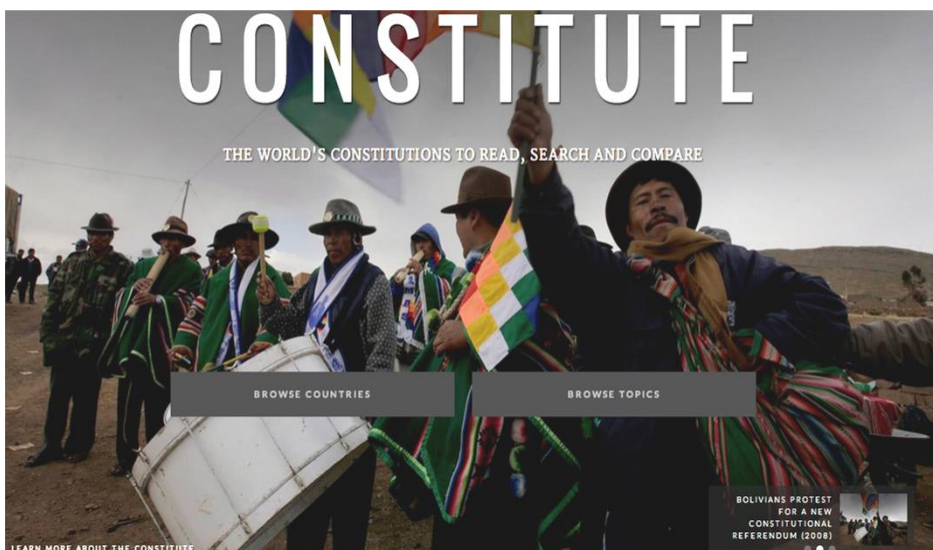 CONSTITUTE
THE WORLD'S CONSTITUTIONS TO READ, SEARCH AND COMPARE
BROWSE COUNTRIES
BROWSE TOPICS
BOLIVIANS PROTEST
FOR A NEW
CONSTITUTIONAL
REFERENDUM (2008)
LEARN MORE ABOUT THE CONSTITUTE